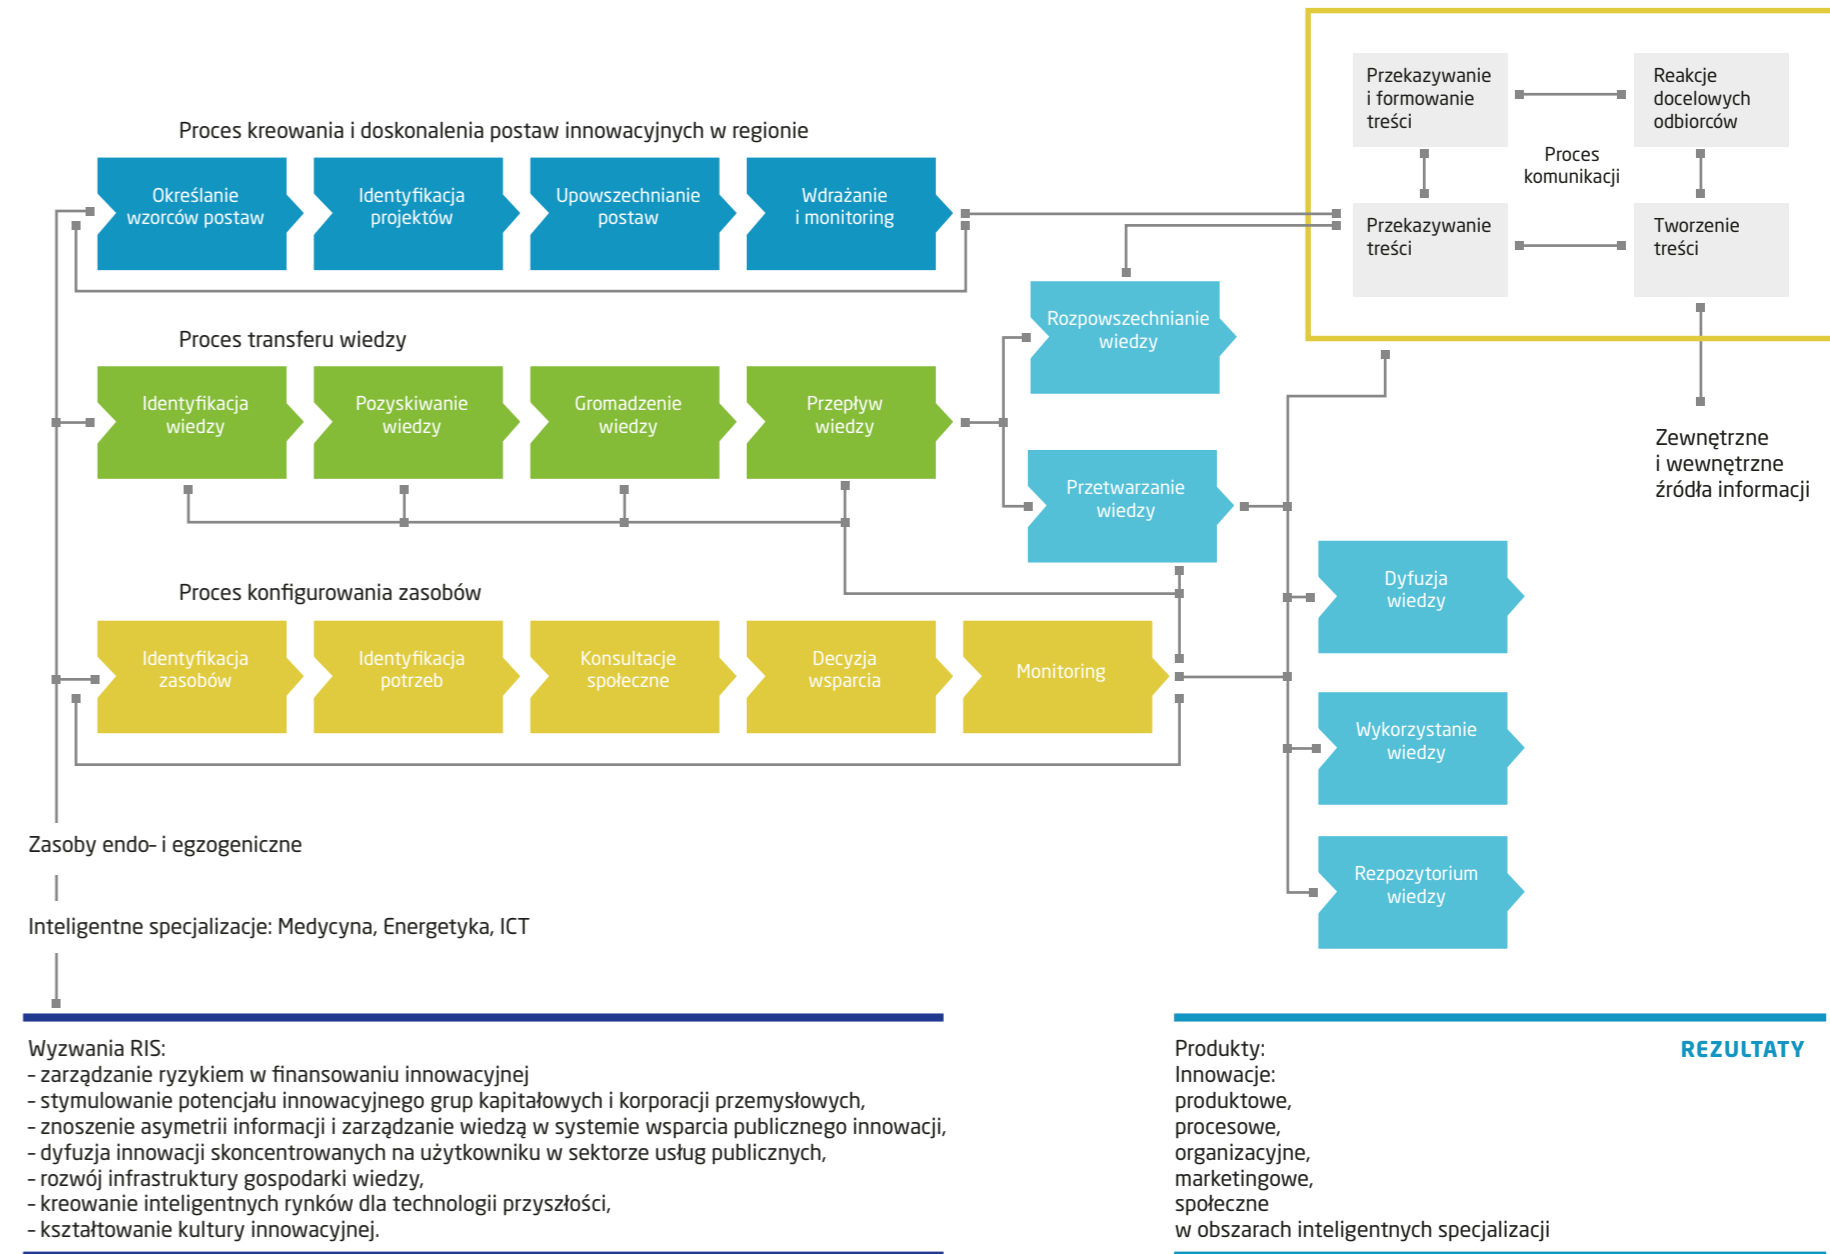 Proces kreowania i doskonalenia postaw innowacyjnych w regionie
Określanie
wzorców postaw
Identyfikacja
projektów
Upowszechnianie
postaw
Wdrażanie
i monitoring
Przekazywanie
i formowanie
treści
Reakcje
docelowych
odbiorców
Proces
komunikacji
Przekazywanie
treści
Tworzenie
treści
Zewnętrzne
i wewnętrzne
źródła informacji
Proces transferu wiedzy
Identyfikacja
wiedzy
Pozyskiwanie
wiedzy
Gromadzenie
wiedzy
Przepływ
wiedzy
Rozpowszechnianie
wiedzy
Przetwarzanie
wiedzy
Proces konfigurowania zasobów
Identyfikacja
zasobów
Identyfikacja
potrzeb
Konsultacje
społeczne
Decyzja
wsparcia
Monitoring
Dyfuzja
wiedzy
Wykorzystanie
wiedzy
Rezpozytorium
wiedzy
Zasoby endo- i egzogeniczne
Inteligentne specjalizacje: Medycyna, Energetyka, ICT
Wyzwania RIS:
- zarządzanie ryzykiem w finansowaniu innowacyjnej
- stymulowanie potencjału innowacyjnego grup kapitałowych i korporacji przemysłowych,
- znoszenie asymetrii informacji i zarządzanie wiedzą w systemie wsparcia publicznego innowacji,
- dyfuzja innowacji skoncentrowanych na użytkowniku w sektorze usług publicznych,
- rozwój infrastruktury gospodarki wiedzy,
- kreowanie inteligentnych rynków dla technologii przyszłości,
- kształtowanie kultury innowacyjnej.
REZULTATY
Produkty:
Innowacje:
produktowe,
procesowe,
organizacyjne,
marketingowe,
społeczne
w obszarach inteligentnych specjalizacji